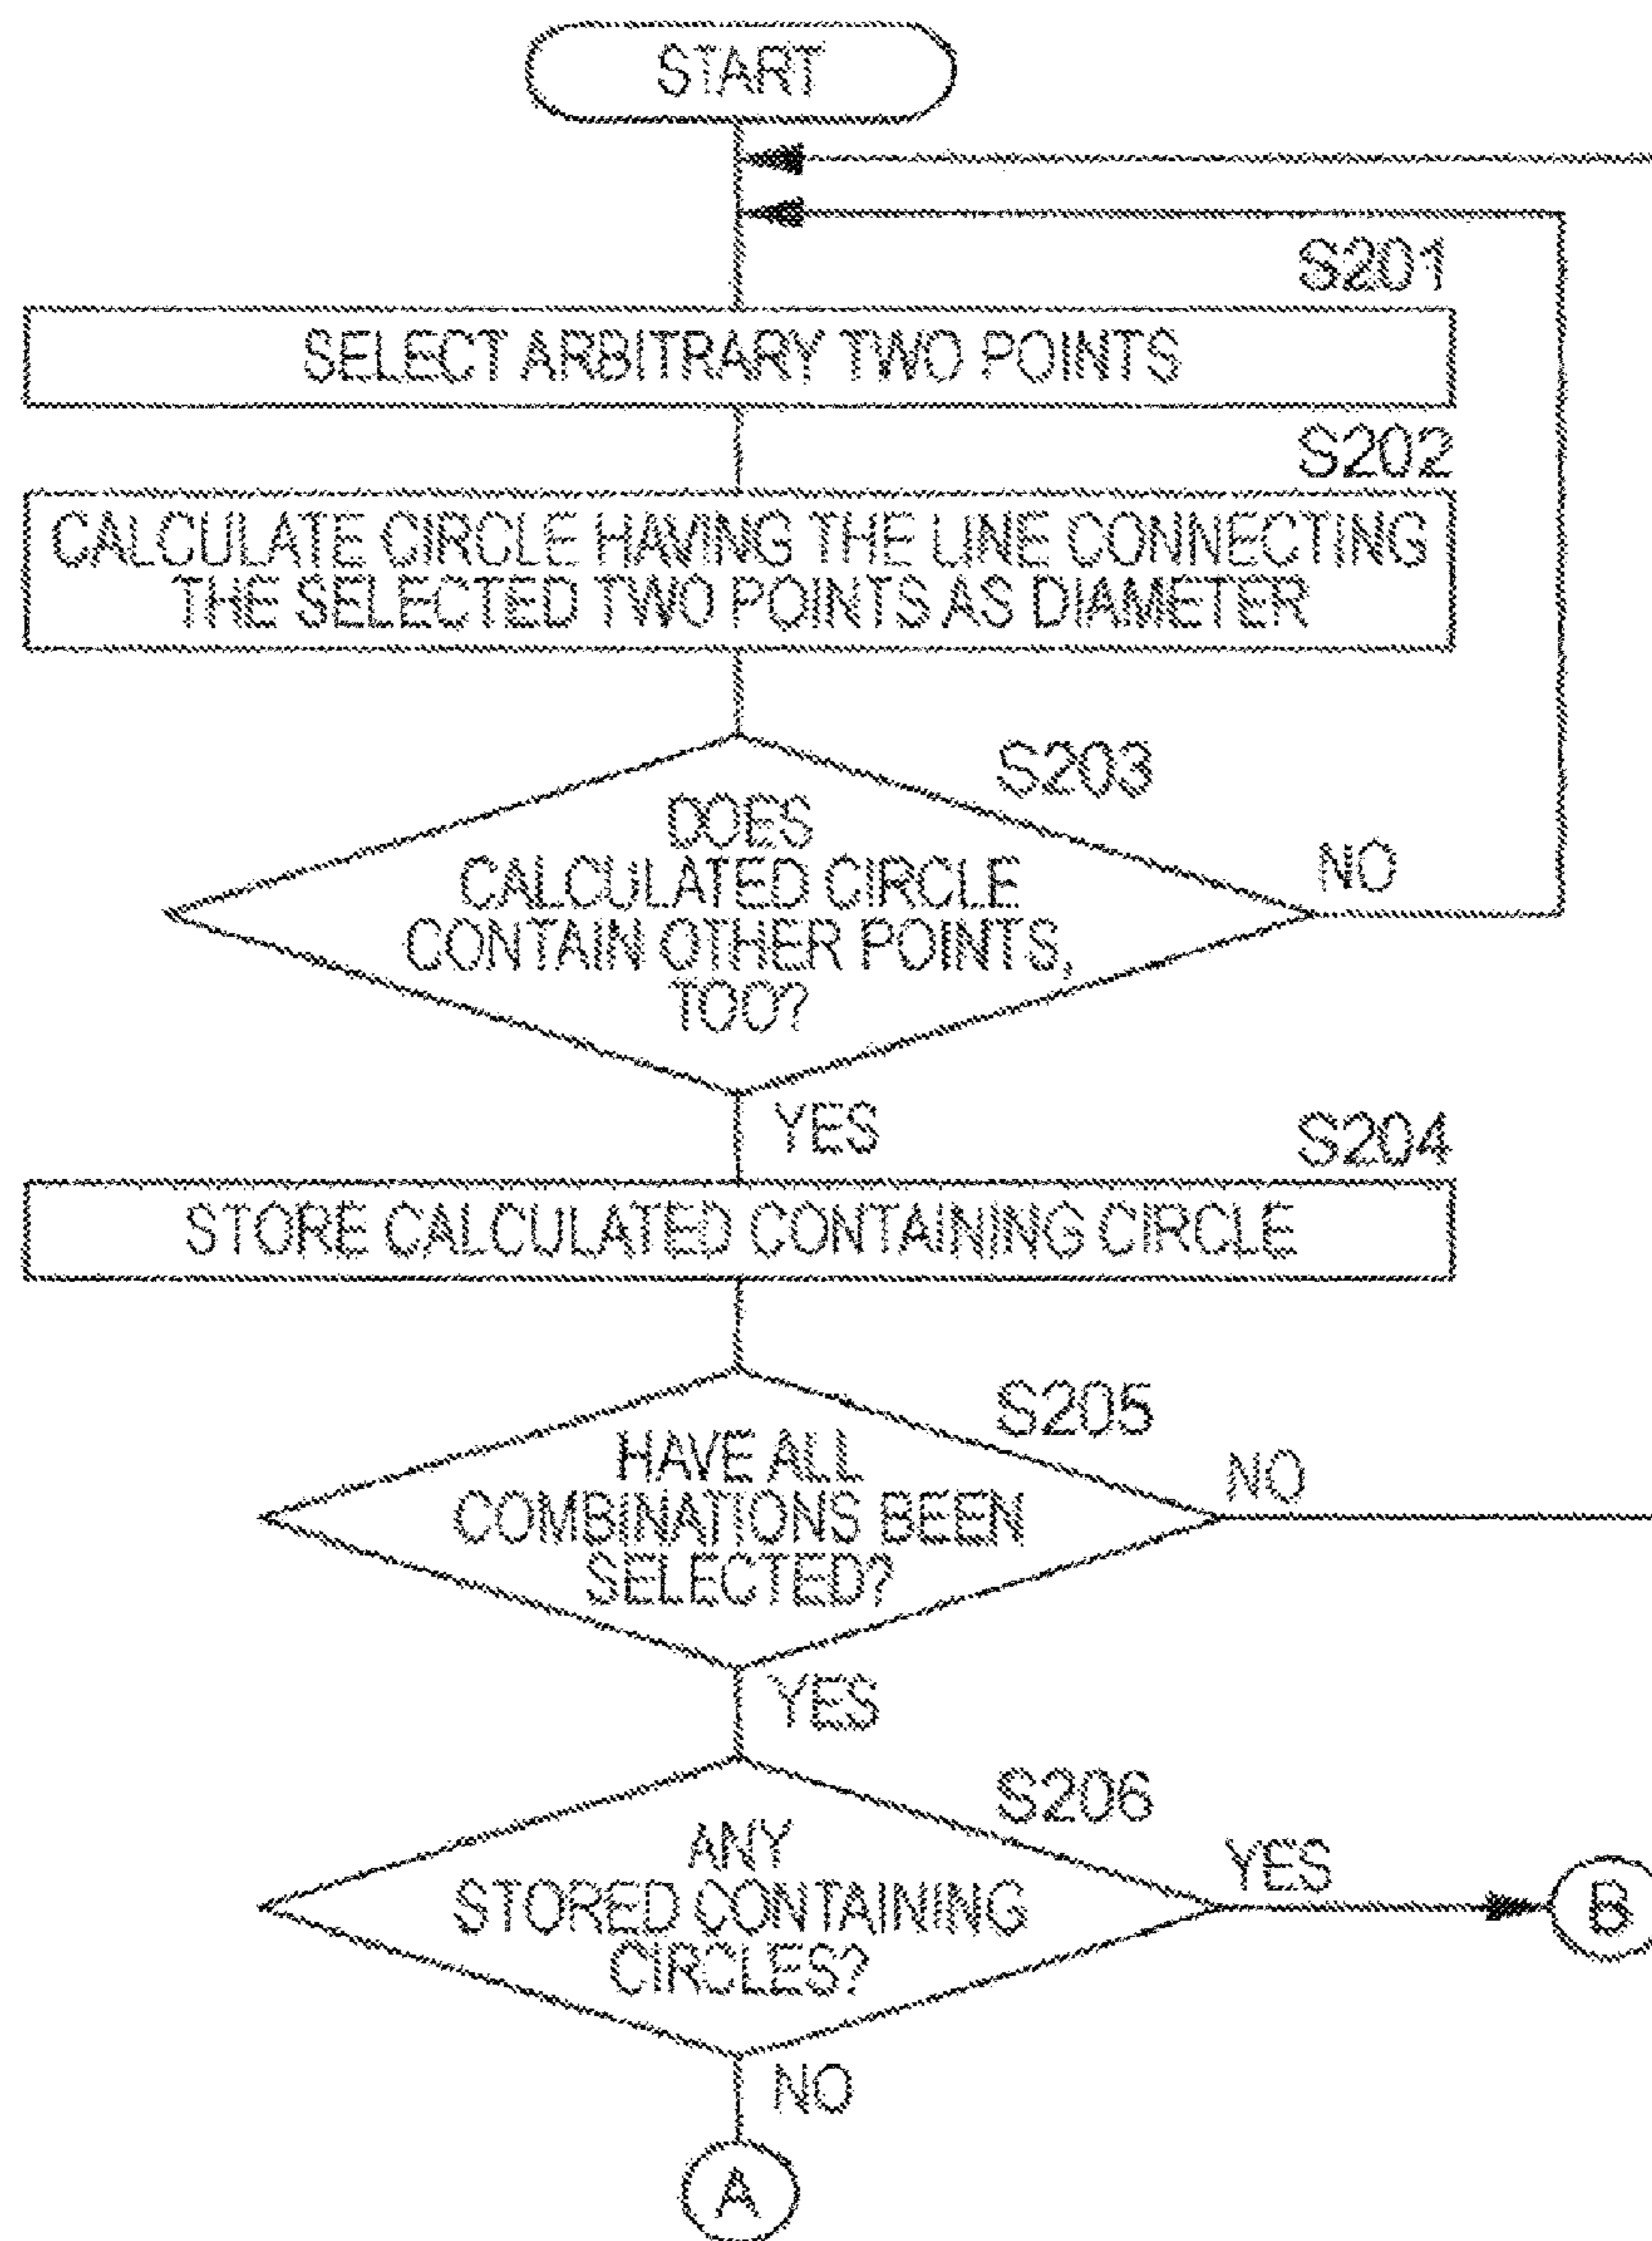 START
S201
SELECT ARBITRARY TWO POINTS
S202
CALCULATE CIRCLE HAVING THE LINE CONNECTING
THE SELECTED TWO POINTS AS DIAMETER
S203
DOES
CALCULATED CIRCLE
CONTAIN OTHER POINTS,
TOO?
NO
YES
S204
STORE CALCULATED CONTAINING CIRCLE
S205
HAVE ALL
COMBINATIONS BEEN
SELECTED?
NO
YES
S206
ANY
STORED CONTAINING
CIRCLES?
YES
B
NO
A